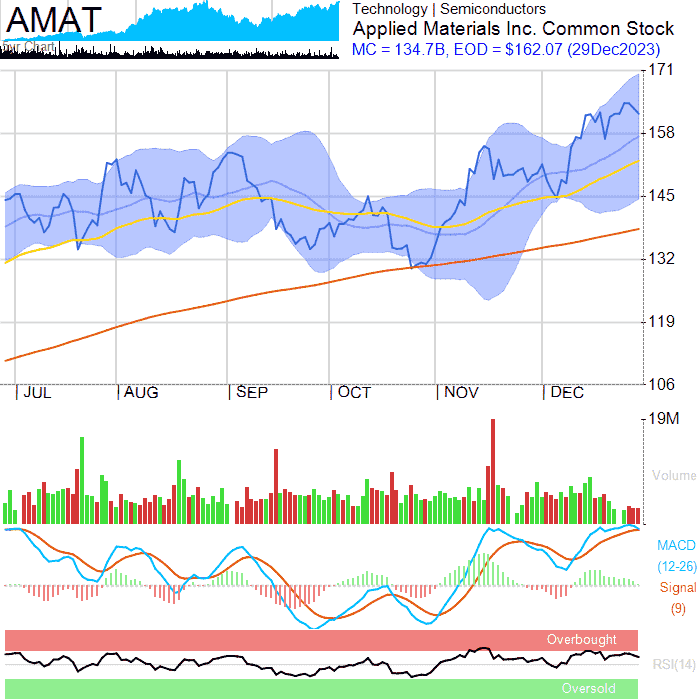 AMAT
Technology | Semiconductors
Applied Materials Inc. Common Stock
MC = 134.7B, EOD = $162.07 (29Dec2023)
171
158
145
132
119
106
JUL AUG SEP OCT NOV DEC
19M
Volume
MACD
(12-26)
Signal
(9)
Overbought
RSI(14)
Oversold